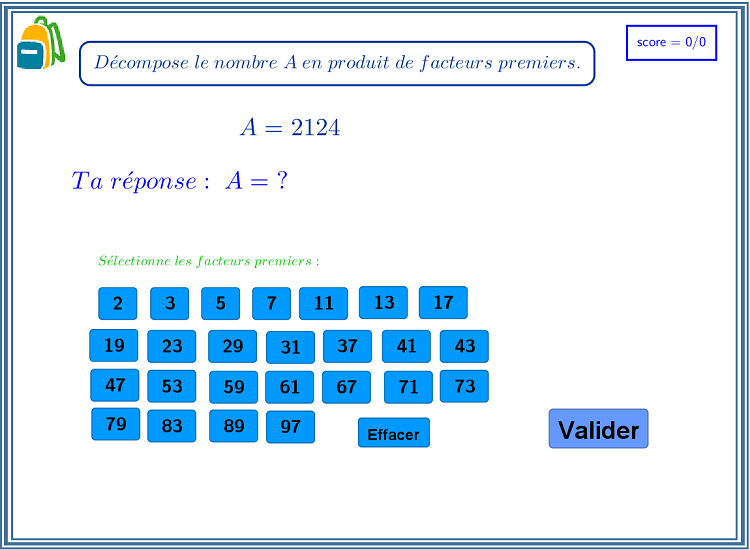 Décompose le nombre A en produit de facteurs premiers.
score = 0/0
A = 2124
Ta réponse : A = ?
Sélectionne les facteurs premiers :
2 3 5 7 11 13 17
19 23 29 31 37 41 43
47 53 59 61 67 71 73
79 83 89 97 Effacer
Valider